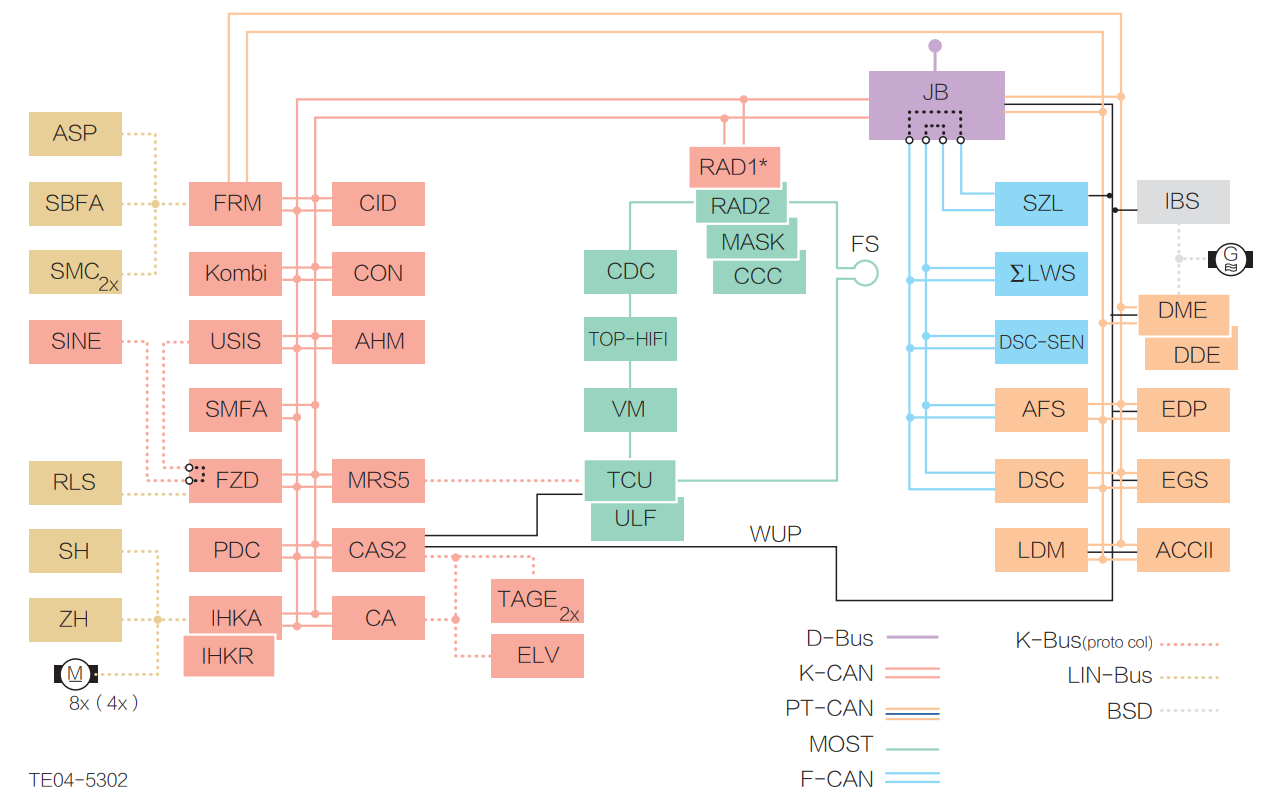 JB
ASP
RAD1*
SBFA
FRM
CID
RAD2
SZL
IBS
MASK
FS
G
SMC2x
Kombi
CON
CDC
CCC
ΣLWS
DME
SINE
USIS
AHM
TOP-HIFI
DSC-SEN
DDE
SMFA
VM
AFS
EDP
RLS
FZD
MRS5
TCU
DSC
EGS
ULF
SH
PDC
CAS2
WUP
LDM
ACCII
ZH
IHKA
CA
TAGE2x
IHKR
ELV
M
8x ( 4x )
D-Bus
K-Bus(proto col)
K-CAN
LIN-Bus
PT-CAN
BSD
MOST
F-CAN
TE04-5302